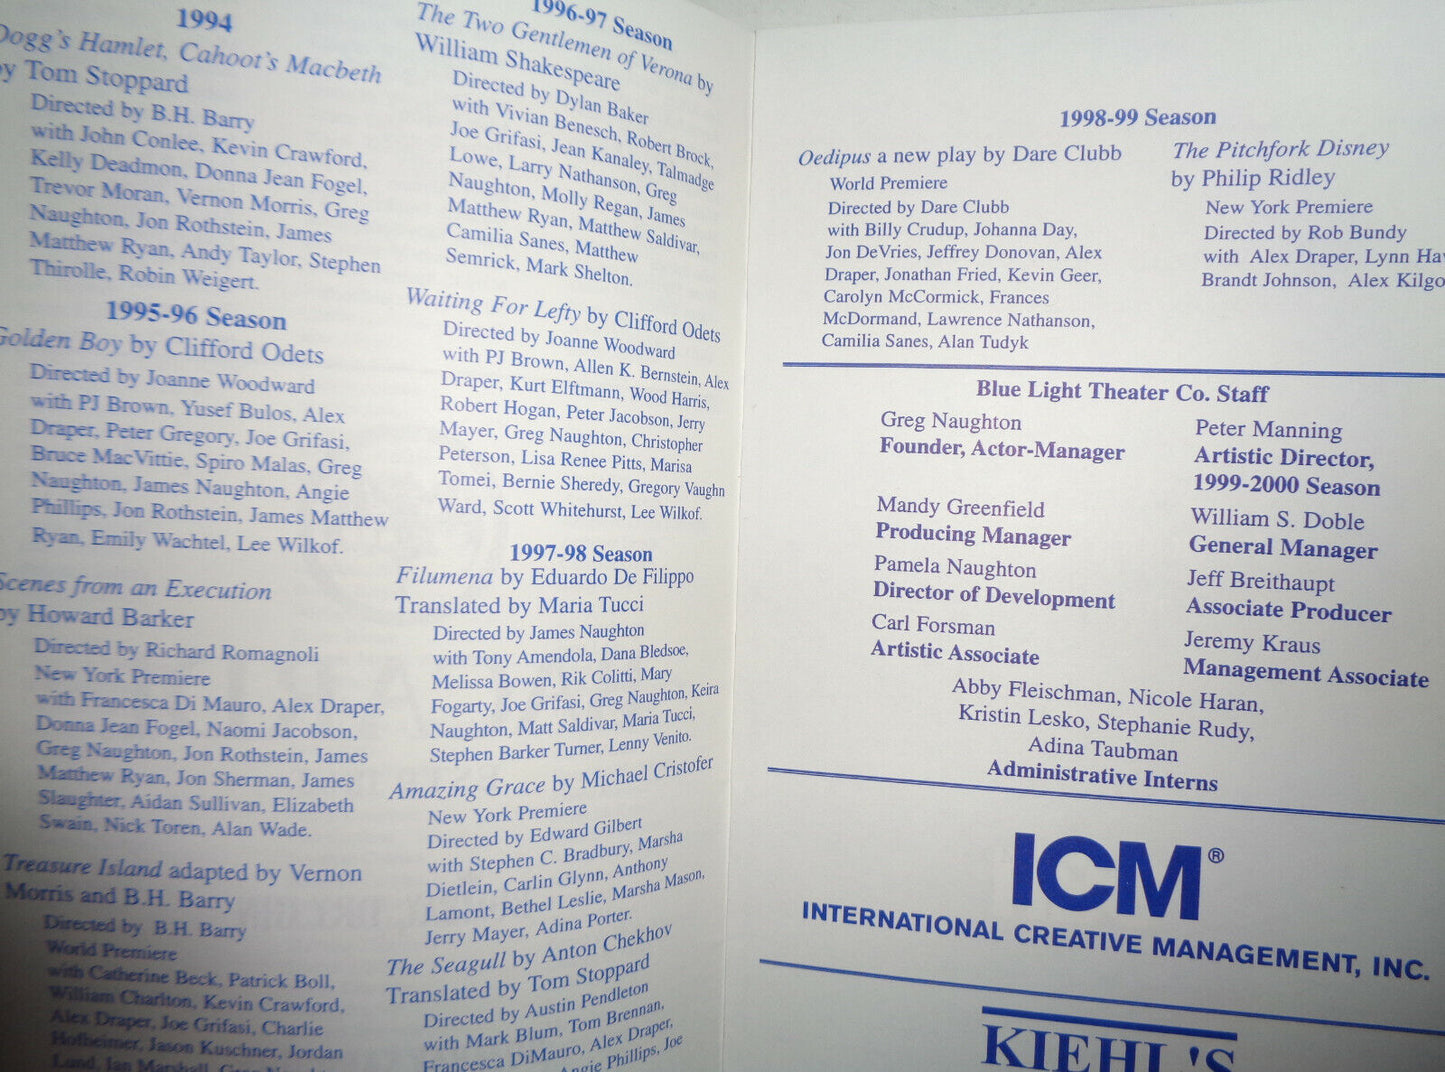 1994
Dogg's Hamlet, Cahoot's Macbeth
by Tom Stoppard
Directed by B.H. Barry
with John Conlee, Kevin Crawford,
Kelly Deadmon, Donna Jean Fogel,
Trevor Moran, Vernon Morris, Greg
Naughton, Jon Rothstein, James
Matthew Ryan, Andy Taylor, Stephen
Thirolle, Robin Weigert.
1995-96 Season
Golden Boy by Clifford Odets
Directed by Joanne Woodward
with PJ Brown, Yusef Bulos, Alex
Draper, Peter Gregory, Joe Grifasi,
Bruce MacVittie, Spiro Malas, Greg
Naughton, James Naughton, Angie
Phillips, Jon Rothstein, James Matthew
Ryan, Emily Wachtel, Lee Wilkof.
Scenes from an Execution
by Howard Barker
Directed by Richard Romagnoli
New York Premiere
with Francesca Di Mauro, Alex Draper,
Donna Jean Fogel, Naomi Jacobson,
Greg Naughton, Jon Rothstein, James
Matthew Ryan, Jon Sherman, James
Slaughter, Aidan Sullivan, Elizabeth
Swain, Nick Toren, Alan Wade.
Treasure Island adapted by Vernon
Morris and B.H. Barry
Directed by B.H. Barry
World Premiere
with Catherine Beck, Patrick Boll,
William Charlton, Kevin Crawford,
Alex Draper, Joe Grifasi, Charlie
Hofheimer, Jason Kuschner, Jordan
Lund, Ian Marshall, Greg
1996-97 Season
The Two Gentlemen of Verona by
William Shakespeare
Directed by Dylan Baker
with Vivian Benesch, Robert Brock,
Joe Grifasi, Jean Kanaley, Talmadge
Lowe, Larry Nathanson, Greg
Naughton, Molly Regan, James
Matthew Ryan, Matthew Saldivar,
Camilia Sanes, Matthew
Semrick, Mark Shelton.
Waiting For Lefty by Clifford Odets
Directed by Joanne Woodward
with PJ Brown, Allen K. Bernstein, Alex
Draper, Kurt Elftmann, Wood Harris,
Robert Hogan, Peter Jacobson, Jerry
Mayer, Greg Naughton, Christopher
Peterson, Lisa Renee Pitts, Marisa
Tomei, Bernie Sheredy, Gregory Vaughn
Ward, Scott Whitehurst, Lee Wilkof.
1997-98 Season
Filumena by Eduardo De Filippo
Translated by Maria Tucci
Directed by James Naughton
with Tony Amendola, Dana Bledsoe,
Melissa Bowen, Rik Colitti, Mary
Fogarty, Joe Grifasi, Greg Naughton, Keira
Naughton, Matt Saldivar, Maria Tucci,
Stephen Barker Turner, Lenny Venito.
Amazing Grace by Michael Cristofer
New York Premiere
Directed by Edward Gilbert
with Stephen C. Bradbury, Marsha
Dietlein, Carlin Glynn, Anthony
Lamont, Bethel Leslie, Marsha Mason,
Jerry Mayer, Adina Porter.
The Seagull by Anton Chekhov
Translated by Tom Stoppard
Directed by Austin Pendleton
with Mark Blum, Tom Brennan,
Francesca DiMauro, Alex Draper,
Angie Phillips, Joe
1998-99 Season
Oedipus a new play by Dare Clubb
World Premiere
Directed by Dare Clubb
with Billy Crudup, Johanna Day,
Jon DeVries, Jeffrey Donovan, Alex
Draper, Jonathan Fried, Kevin Geer,
Carolyn McCormick, Frances
McDormand, Lawrence Nathanson,
Camilia Sanes, Alan Tudyk
The Pitchfork Disney
by Philip Ridley
New York Premiere
Directed by Rob Bundy
with Alex Draper, Lynn Haw
Brandt Johnson, Alex Kilgo
Blue Light Theater Co. Staff
Greg Naughton
Founder, Actor-Manager
Mandy Greenfield
Producing Manager
Pamela Naughton
Director of Development
Carl Forsman
Artistic Associate
Peter Manning
Artistic Director,
1999-2000 Season
William S. Doble
General Manager
Jeff Breithaupt
Associate Producer
Jeremy Kraus
Management Associate
Abby Fleischman, Nicole Haran,
Kristin Lesko, Stephanie Rudy,
Adina Taubman
Administrative Interns
ICM®
INTERNATIONAL CREATIVE MANAGEMENT, INC.
KIEHL'S